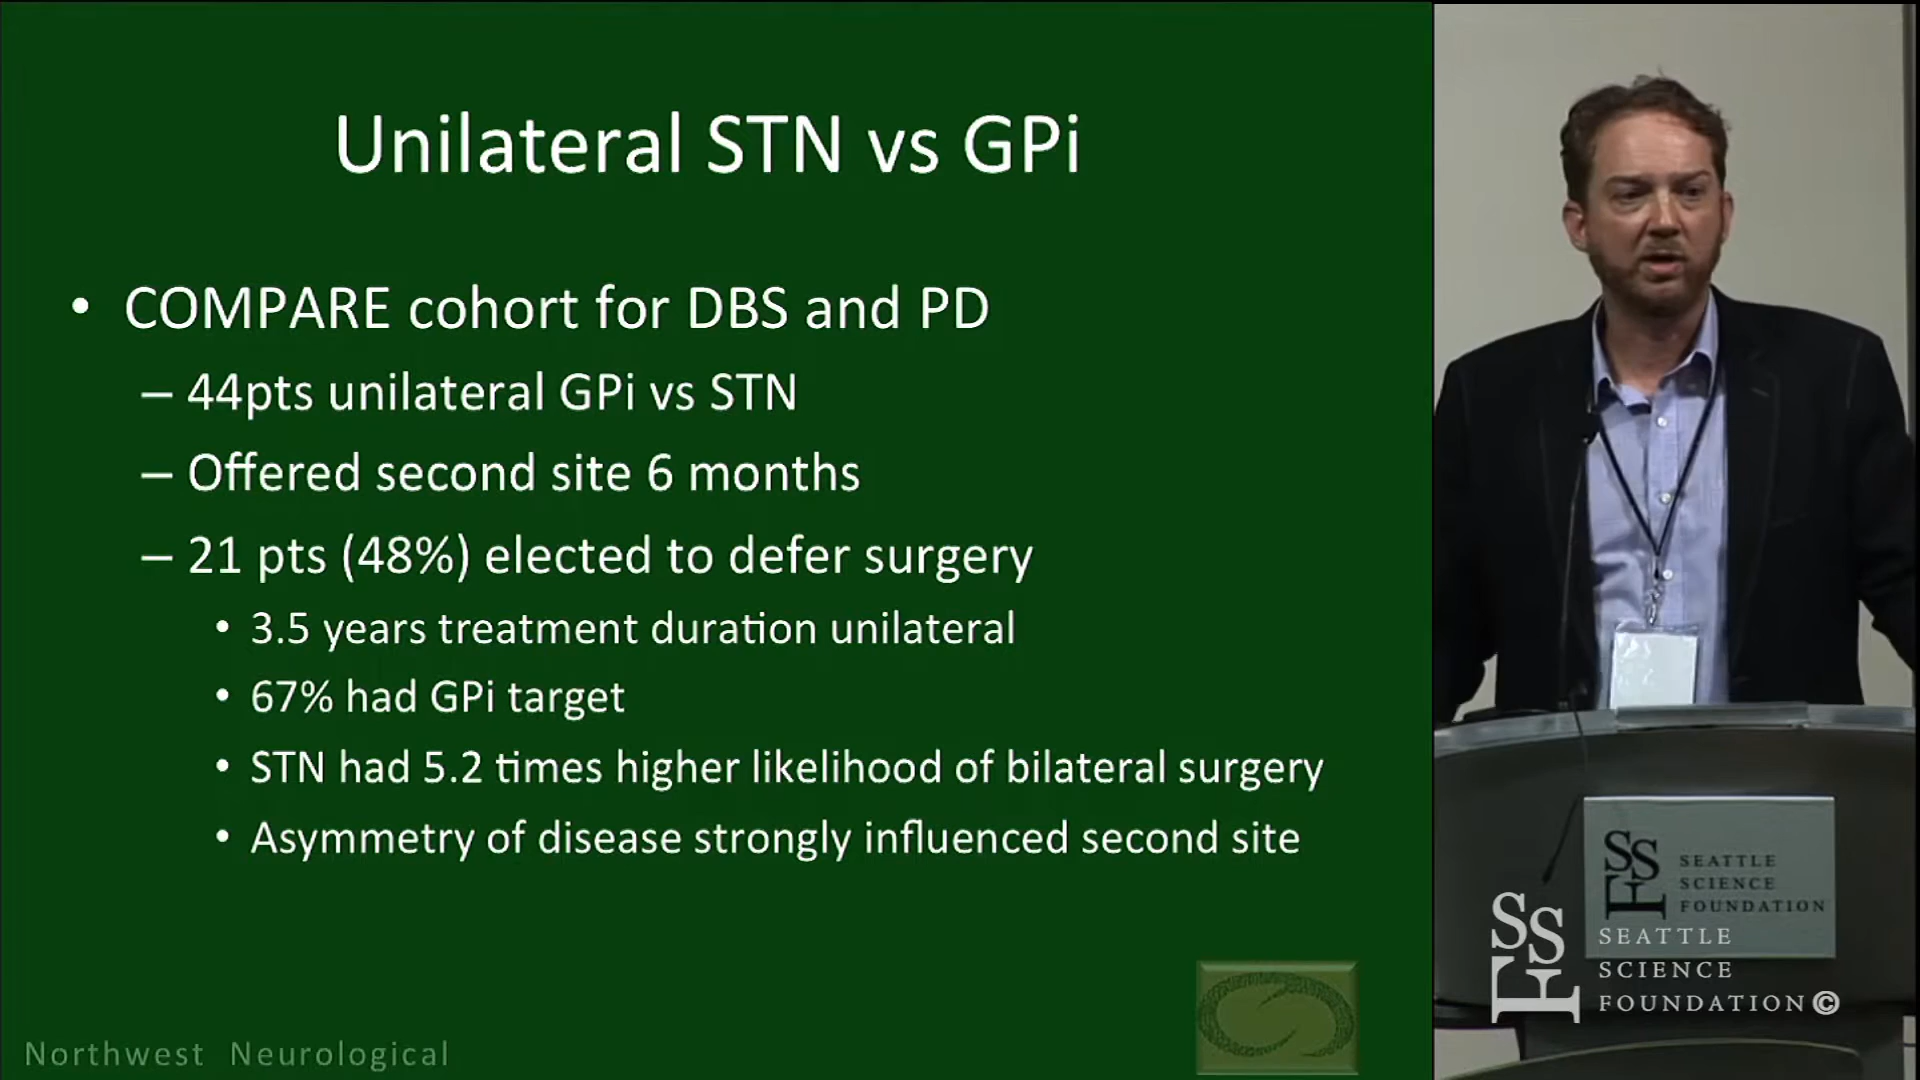 Unilateral STN vs GPi
• COMPARE cohort for DBS and PD
– 44pts unilateral GPi vs STN
– Offered second site 6 months
– 21 pts (48%) elected to defer surgery
• 3.5 years treatment duration unilateral
• 67% had GPi target
• STN had 5.2 times higher likelihood of bilateral surgery
• Asymmetry of disease strongly influenced second site
Northwest Neurological
SSF
SEATTLE
SCIENCE
FOUNDATION
SSF
SEATTLE
SCIENCE
FOUNDATION©